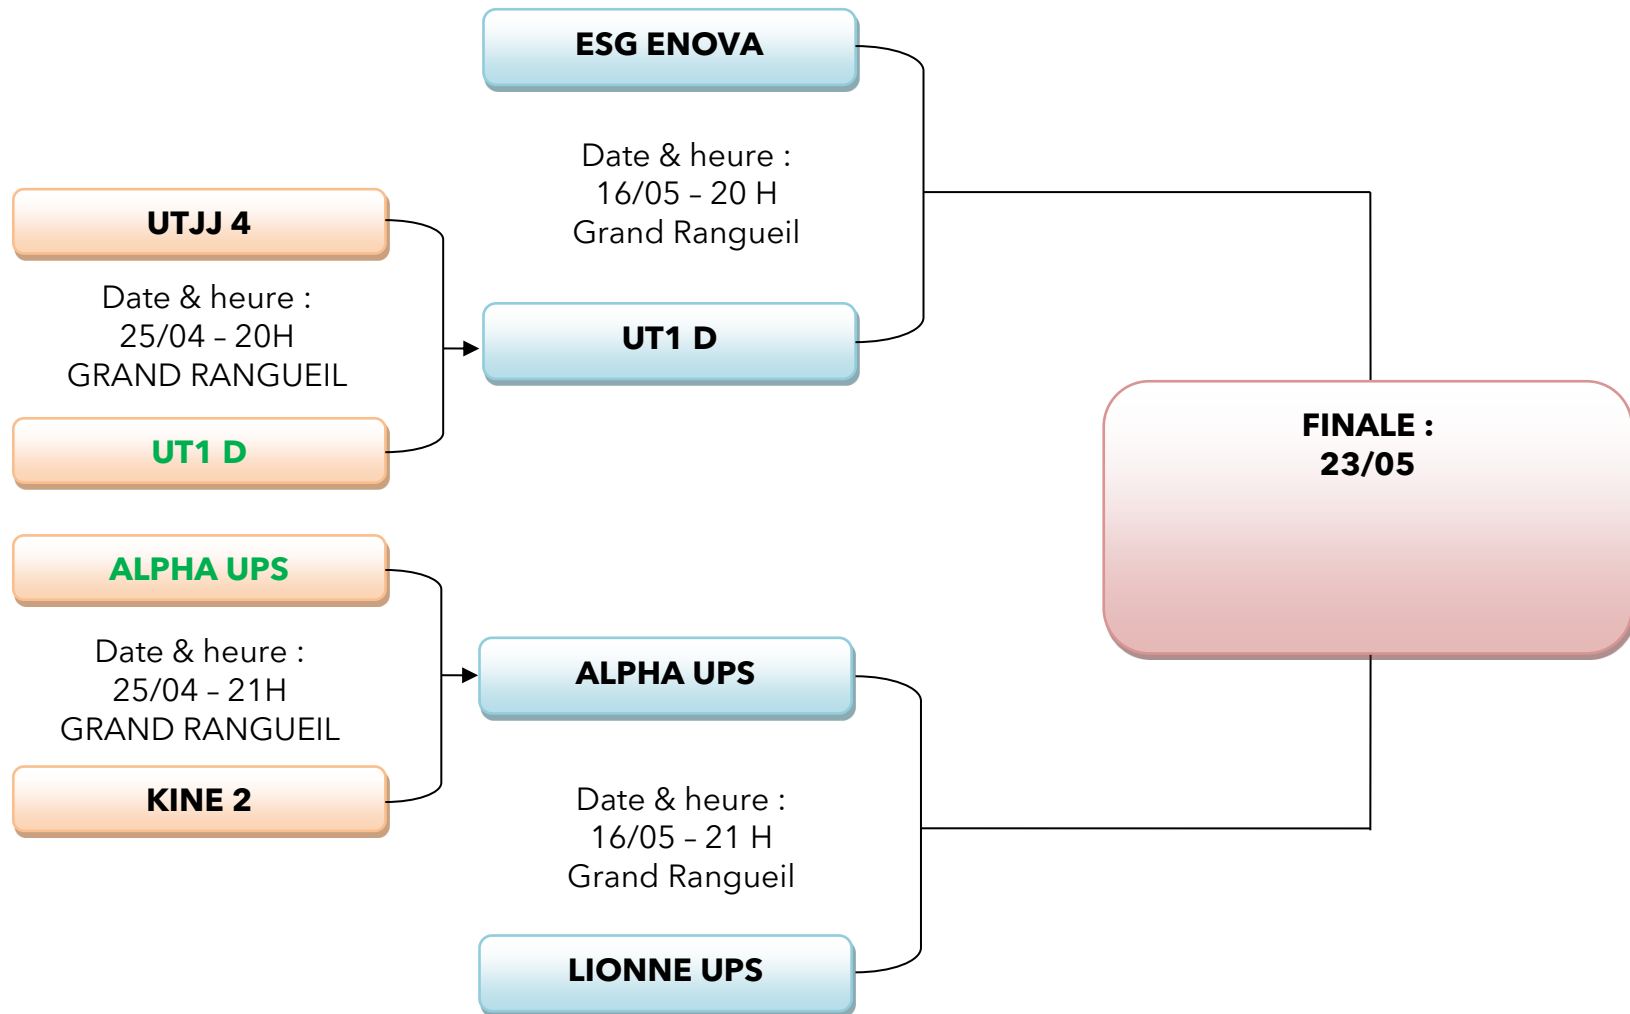 ESG ENOVA
Date & heure :
16/05 – 20 H
Grand Rangueil
UTJJ 4
Date & heure :
25/04 – 20H
GRAND RANGUEIL
UT1 D
UT1 D
FINALE :
23/05
ALPHA UPS
Date & heure :
25/04 – 21H
GRAND RANGUEIL
KINE 2
ALPHA UPS
Date & heure :
16/05 – 21 H
Grand Rangueil
LIONNE UPS